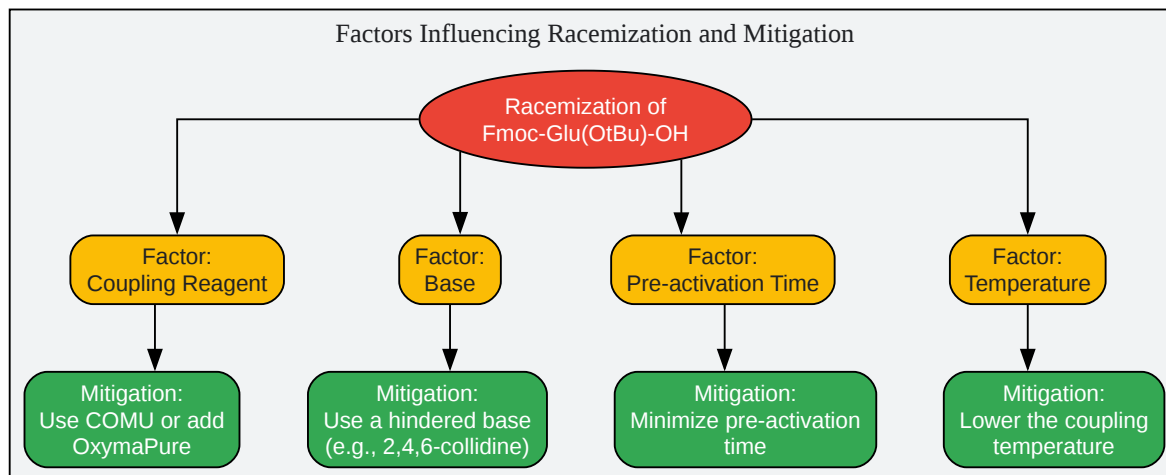 Factors Influencing Racemization and Mitigation
Racemization of
Fmoc-Glu(OtBu)-OH
Factor:
Coupling Reagent
Factor:
Base
Factor:
Pre-activation Time
Factor:
Temperature
Mitigation:
Use COMU or add
OxymaPure
Mitigation:
Use a hindered base
(e.g., 2,4,6-collidine)
Mitigation:
Minimize pre-activation
time
Mitigation:
Lower the coupling
temperature